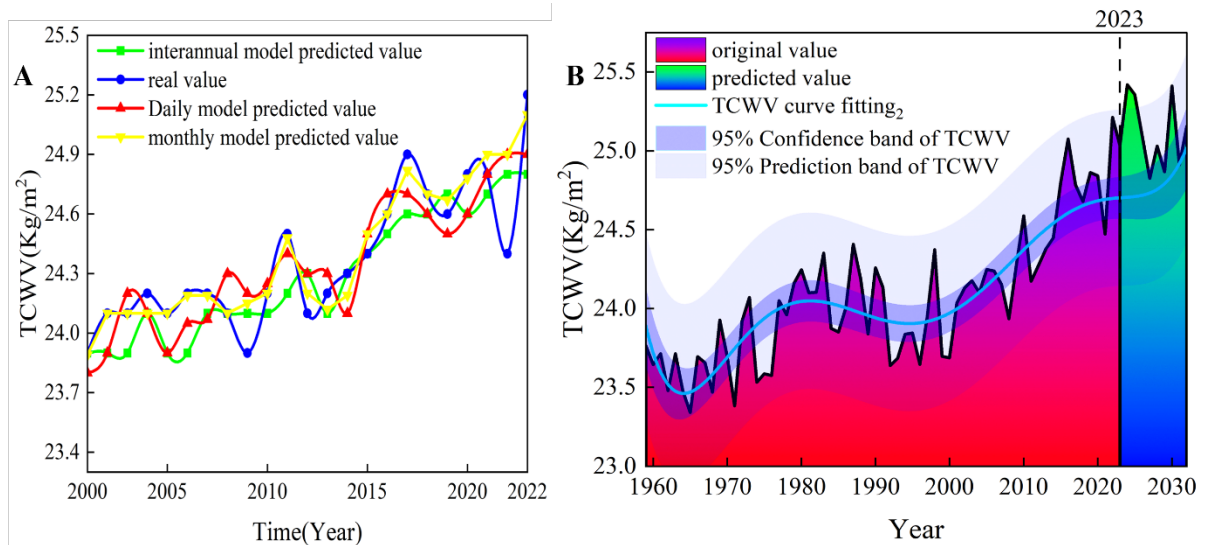 A
25.5
25.2
24.9
24.6
24.3
24.0
23.7
23.4
TCWV(Kg/m²)
interannual model predicted value
real value
Daily model predicted value
monthly model predicted value
2000
2005
2010
2015
2020
2022
Time(Year)
B
2023
25.5
25.0
24.5
24.0
23.5
23.0
TCWV(Kg/m²)
original value
predicted value
TCWV curve fitting₂
95% Confidence band of TCWV
95% Prediction band of TCWV
1960
1970
1980
1990
2000
2010
2020
2030
Year